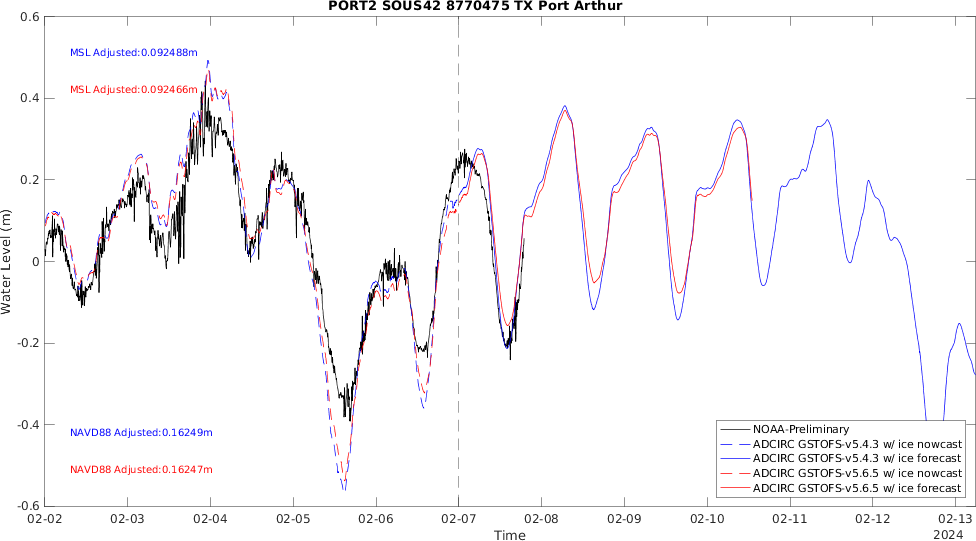 PORT2 SOUS42 8770475 TX Port Arthur
0.6
MSL Adjusted:0.092488m
MSL Adjusted:0.092466m
0.4
0.2
0
-0.2
-0.4
-0.6
Water Level (m)
NAVD88 Adjusted:0.16249m
NAVD88 Adjusted:0.16247m
NOAA-Preliminary
ADCIRC GSTOFS-v5.4.3 w/ ice nowcast
ADCIRC GSTOFS-v5.4.3 w/ ice forecast
ADCIRC GSTOFS-v5.6.5 w/ ice nowcast
ADCIRC GSTOFS-v5.6.5 w/ ice forecast
02-02 02-03 02-04 02-05 02-06 02-07 02-08 02-09 02-10 02-11 02-12 02-13
Time
2024